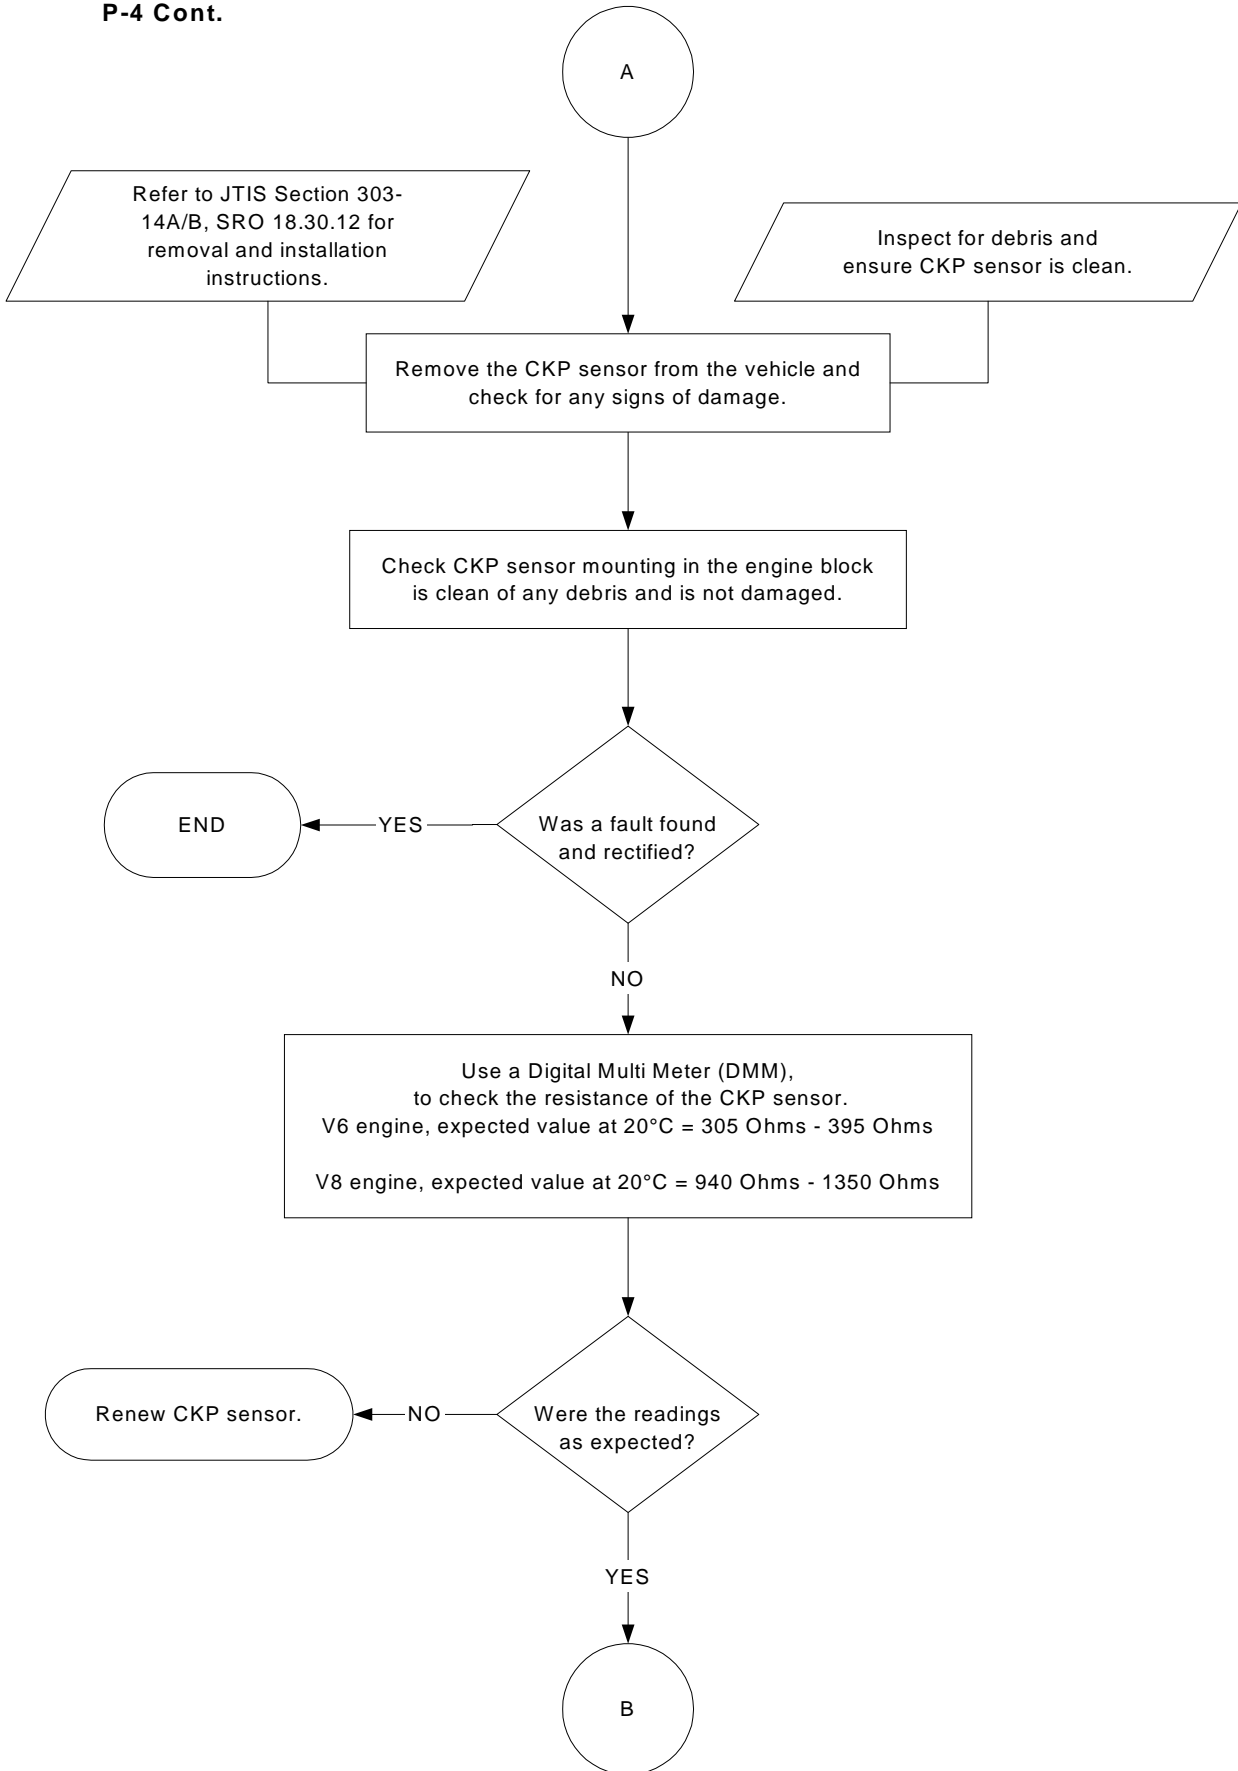 P-4 Cont.
A
Refer to JTIS Section 303-
14A/B, SRO 18.30.12 for
removal and installation
instructions.
Inspect for debris and
ensure CKP sensor is clean.
Remove the CKP sensor from the vehicle and
check for any signs of damage.
Check CKP sensor mounting in the engine block
is clean of any debris and is not damaged.
END
YES
Was a fault found
and rectified?
NO
Use a Digital Multi Meter (DMM),
to check the resistance of the CKP sensor.
V6 engine, expected value at 20°C = 305 Ohms - 395 Ohms
V8 engine, expected value at 20°C = 940 Ohms - 1350 Ohms
Renew CKP sensor.
NO
Were the readings
as expected?
YES
B